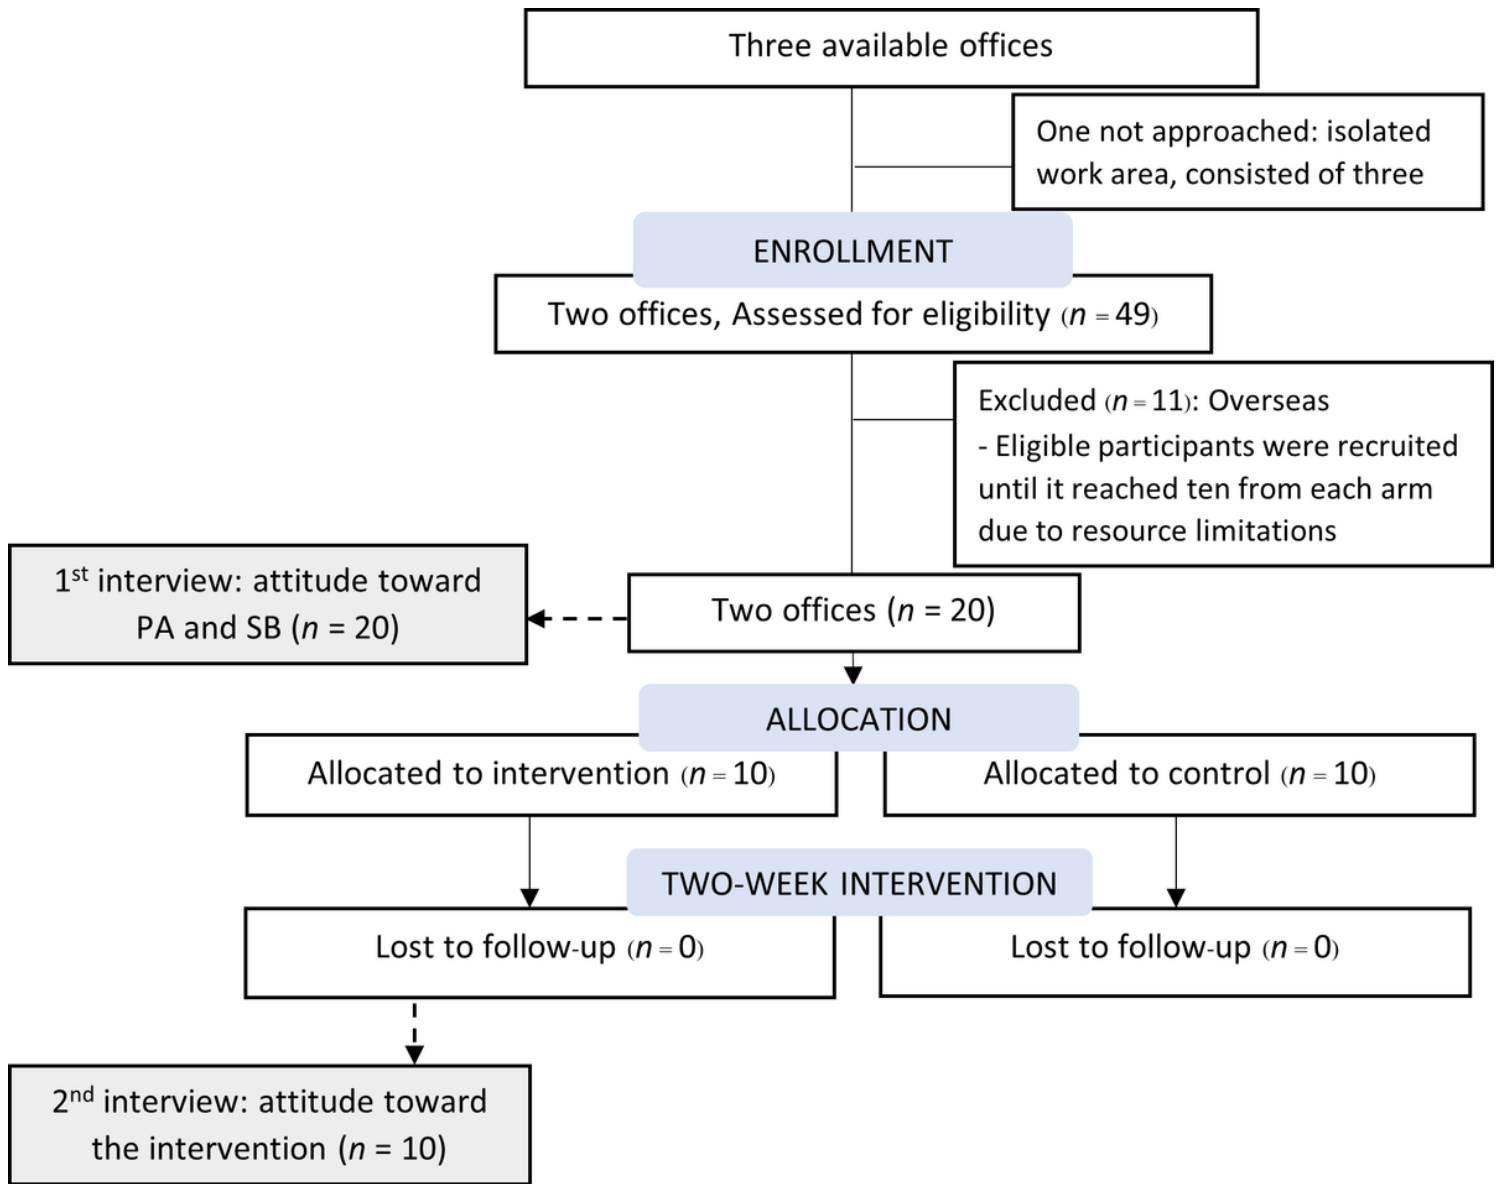 Three available offices
One not approached: isolated
work area, consisted of three
ENROLLMENT
Two offices, Assessed for eligibility (n = 49)
Excluded (n = 11): Overseas
- Eligible participants were recruited
until it reached ten from each arm
due to resource limitations
1st interview: attitude toward
PA and SB (n = 20)
Two offices (n = 20)
ALLOCATION
Allocated to intervention (n = 10)
Allocated to control (n = 10)
TWO-WEEK INTERVENTION
Lost to follow-up (n = 0)
Lost to follow-up (n = 0)
2nd interview: attitude toward
the intervention (n = 10)